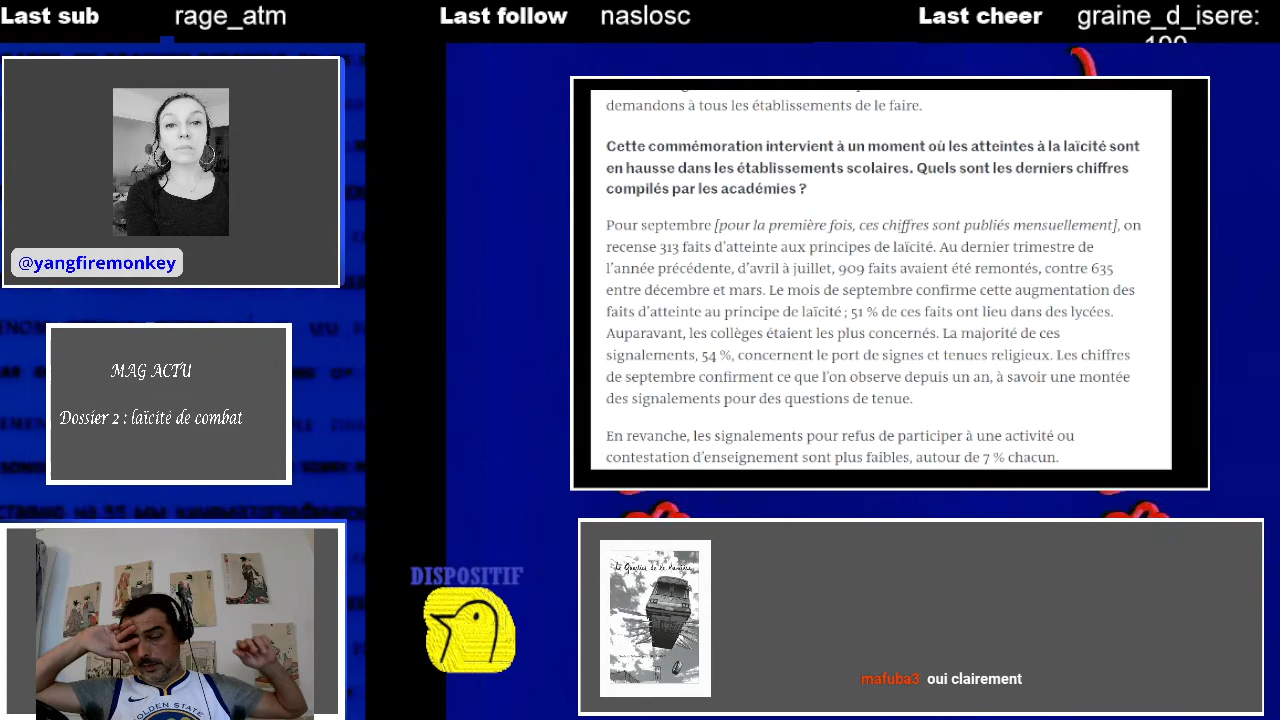 Last sub
rage_atm
Last follow
naslosc
Last cheer
graine_d_isere:
@yangfiremonkey
MAG ACTU
Dossier 2 : laïcité de combat
demandons à tous les établissements de le faire.
Cette commémoration intervient à un moment où les atteintes à la laïcité sont
en hausse dans les établissements scolaires. Quels sont les derniers chiffres
compilés par les académies ?
Pour septembre [pour la première fois, ces chiffres sont publiés mensuellement], on
recense 313 faits d'atteinte aux principes de laïcité. Au dernier trimestre de
l'année précédente, d'avril à juillet, 909 faits avaient été remontés, contre 635
entre décembre et mars. Le mois de septembre confirme cette augmentation des
faits d'atteinte au principe de laïcité ; 51 % de ces faits ont lieu dans des lycées.
Auparavant, les collèges étaient les plus concernés. La majorité de ces
signalements, 54 %, concernent le port de signes et tenues religieux. Les chiffres
de septembre confirment ce que l'on observe depuis un an, à savoir une montée
des signalements pour des questions de tenue.
En revanche, les signalements pour refus de participer à une activité ou
contestation d'enseignement sont plus faibles, autour de 7 % chacun.
DISPOSITIF
GOLDEN STATE
mafuba3 oui clairement